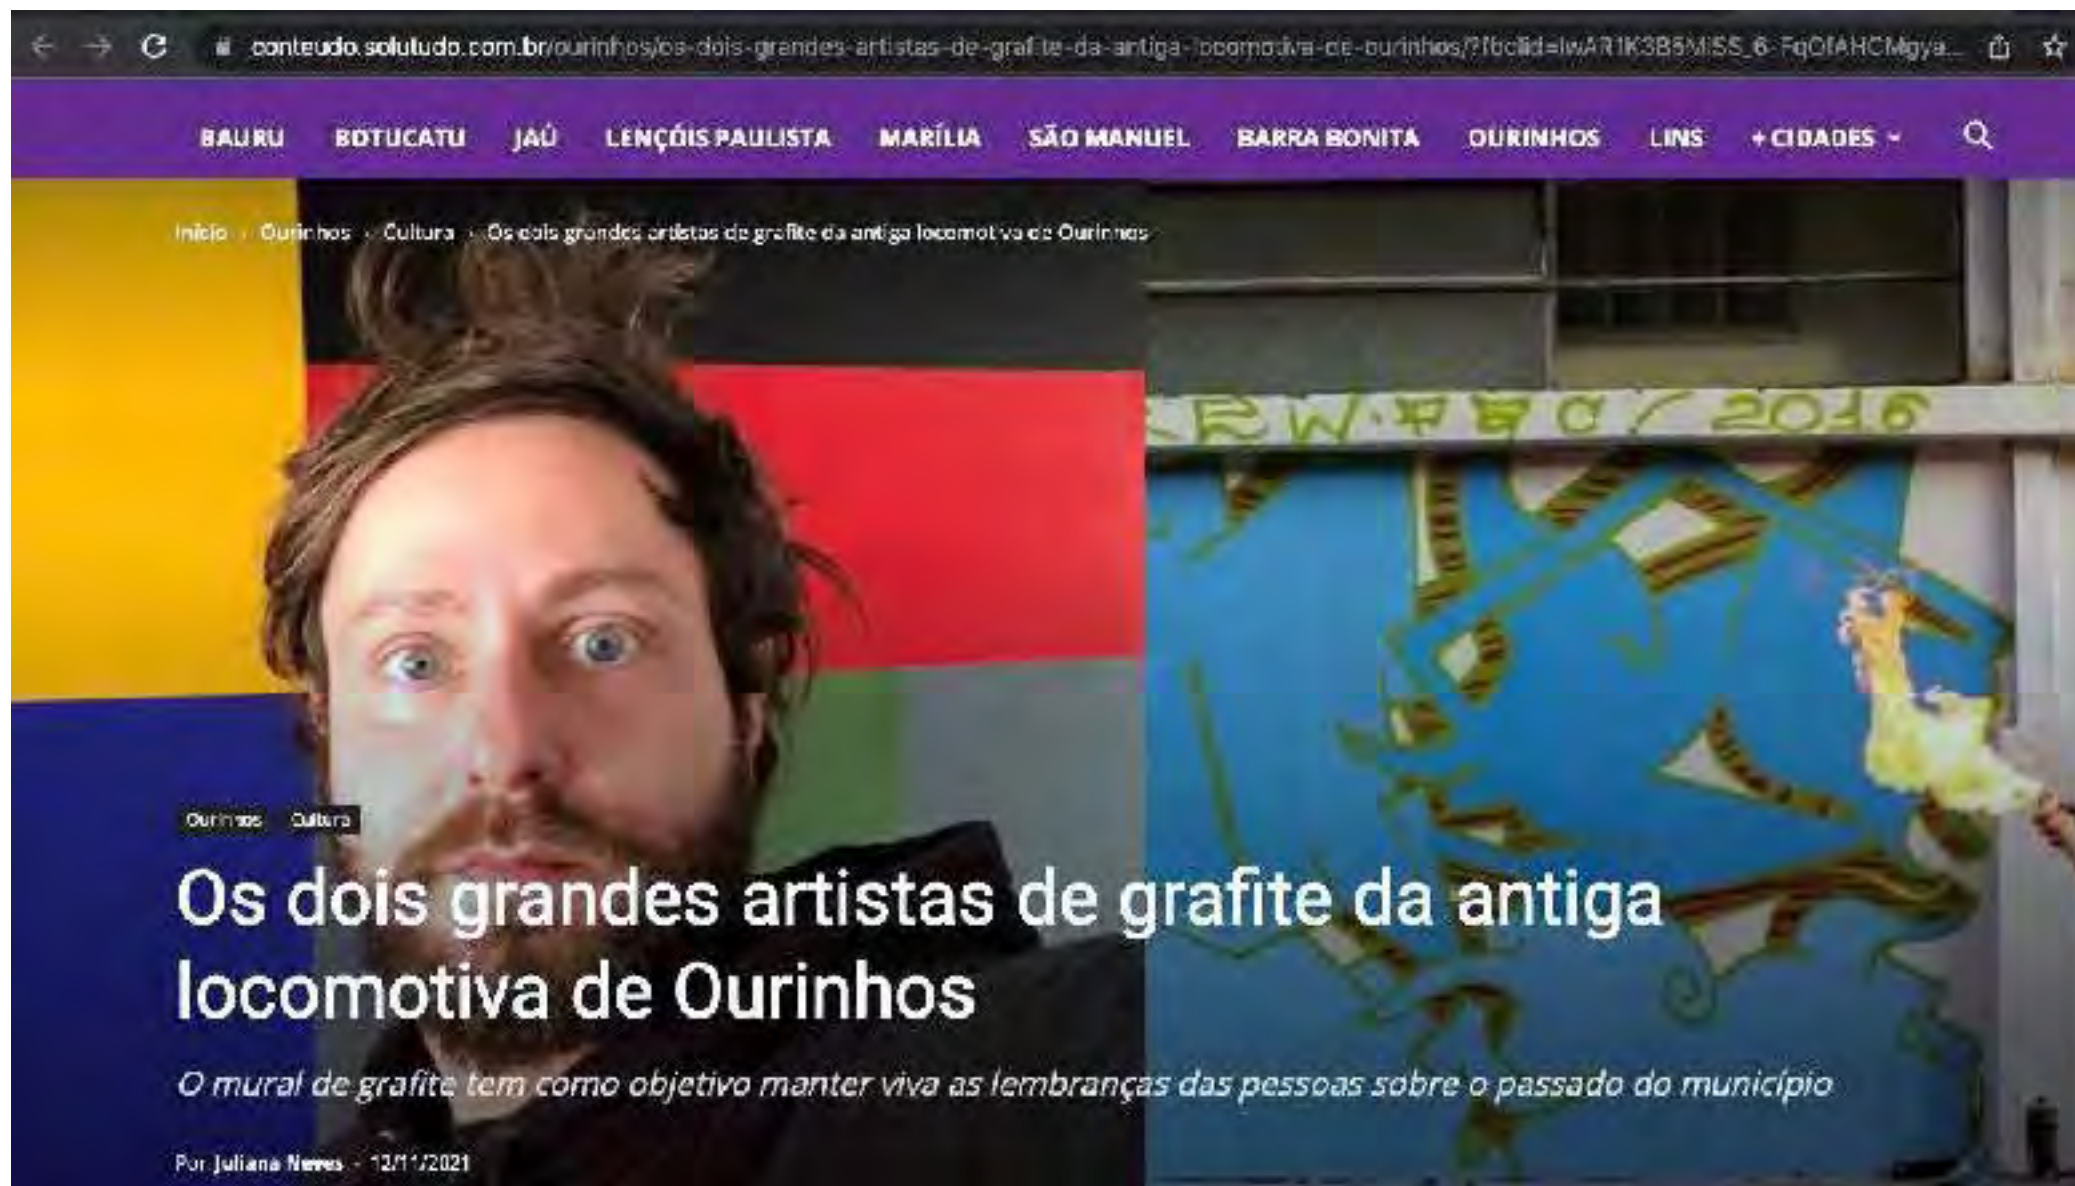 conteudo.solutudo.com.br/ourinhos/os-dois-grandes-artistas-de-grafite-da-antiga-locomotiva-de-ourinhos/?fbclid=
BAURU BOTUCATU JAÚ LENÇÓIS PAULISTA MARÍLIA SÃO MANUEL BARRA BONITA OURINHOS LINS + CIDADES
Início › Ourinhos › Cultura › Os dois grandes artistas de grafite da antiga locomotiva de Ourinhos
2016
Ourinhos Cultura
Os dois grandes artistas de grafite da antiga
locomotiva de Ourinhos
O mural de grafite tem como objetivo manter viva as lembranças das pessoas sobre o passado do município
Por Juliana Neves - 12/11/2021